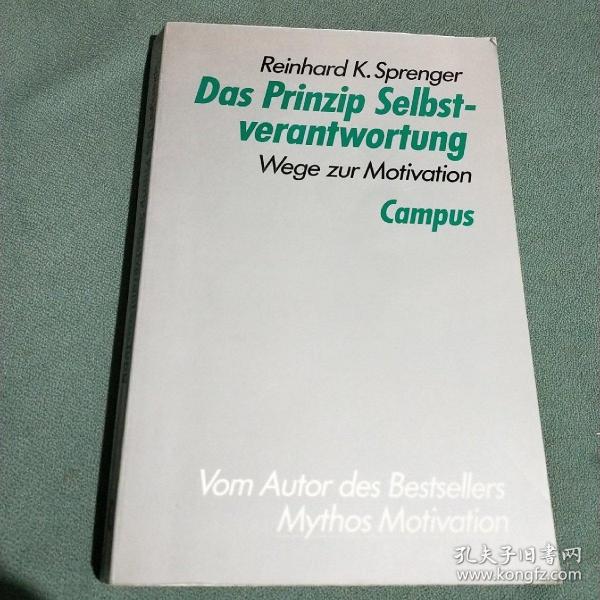 Reinhard K. Sprenger
Das Prinzip Selbst-
verantwortung
Wege zur Motivation
Campus
Vom Autor des Bestsellers
Mythos Motivation
孔夫子旧書网
www.kongfz.com